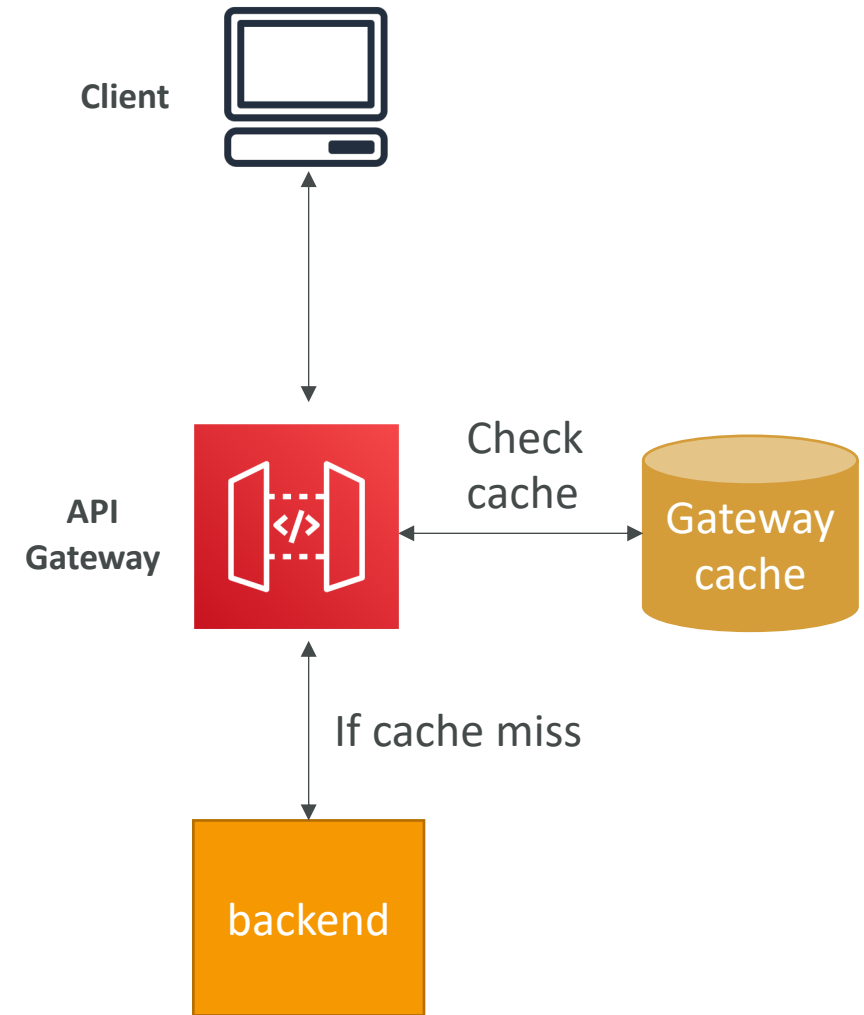 Client
API
Gateway
</>
Check
cache
Gateway
cache
If cache miss
backend